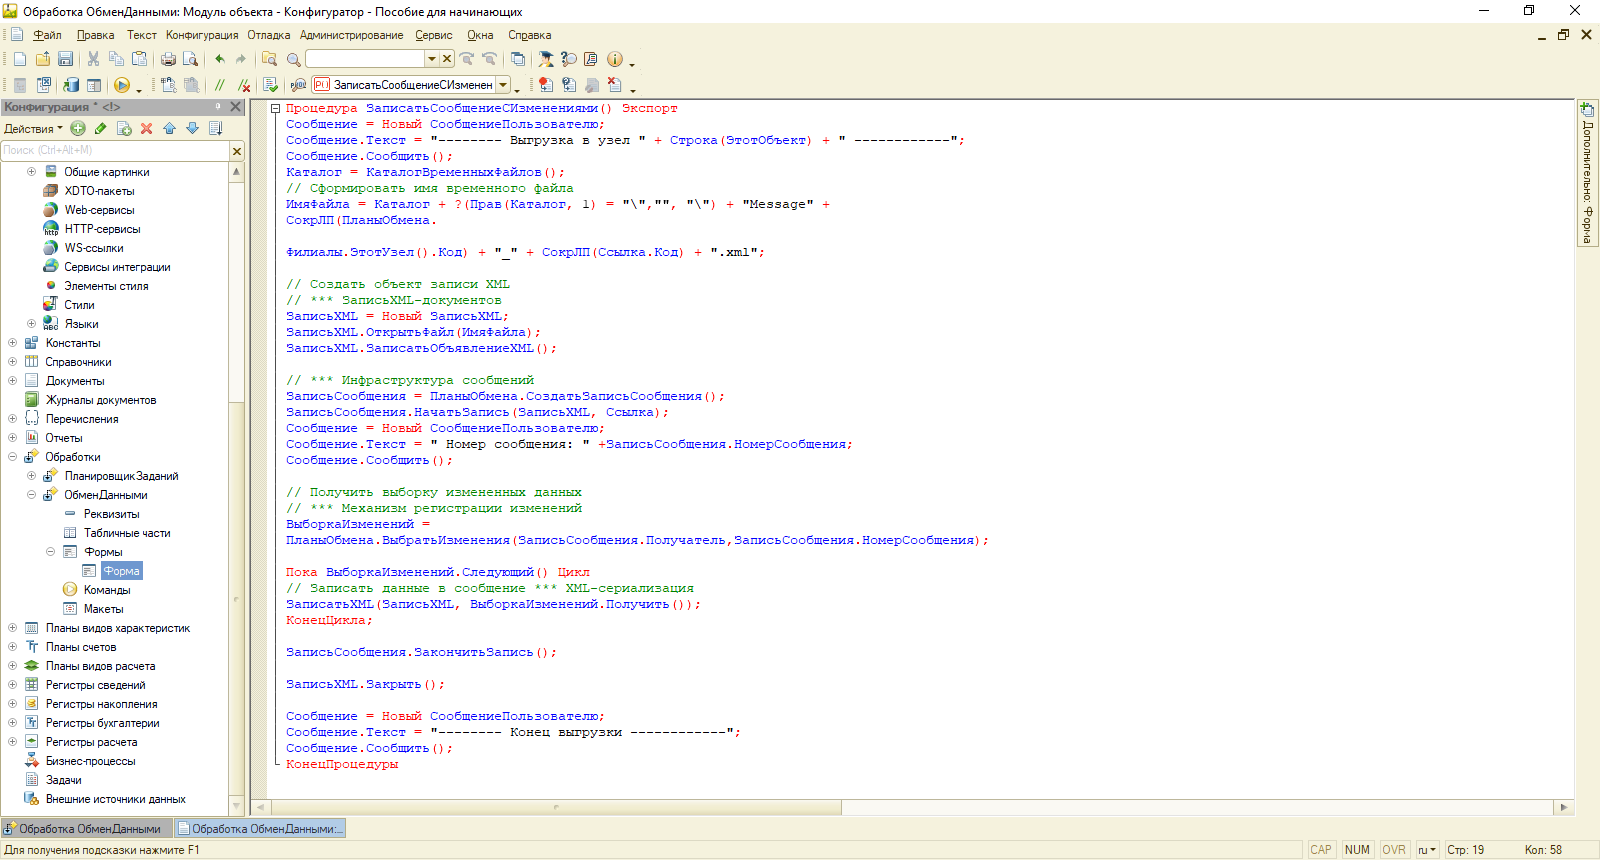 Обработка ОбменДанными: Модуль объекта - Конфигуратор - Пособие для начинающих
Файл Правка Текст Конфигурация Отладка Администрирование Сервис Окна Справка
ЗаписатьСообщениеСИзменен
Конфигурация * <!>
Действия
Поиск (Ctrl+Alt+M)
Общие картинки
XDTO-пакеты
Web-сервисы
HTTP-сервисы
WS-ссылки
Сервисы интеграции
Элементы стиля
Стили
Языки
Константы
Справочники
Документы
Журналы документов
Перечисления
Отчеты
Обработки
ПланировщикЗаданий
ОбменДанными
Реквизиты
Табличные части
Формы
Форма
Команды
Макеты
Планы видов характеристик
Планы счетов
Планы видов расчета
Регистры сведений
Регистры накопления
Регистры бухгалтерии
Регистры расчета
Бизнес-процессы
Задачи
Внешние источники данных
Процедура ЗаписатьСообщениеСИзменениями() Экспорт
Сообщение = Новый СообщениеПользователю;
Сообщение.Текст = "-------- Выгрузка в узел " + Строка(ЭтотОбъект) + " ------------";
Сообщение.Сообщить();
Каталог = КаталогВременныхФайлов();
// Сформировать имя временного файла
ИмяФайла = Каталог + ?(Прав(Каталог, 1) = "\","", "\") + "Message" +
СокрЛП(ПланыОбмена.
Филиалы.ЭтотУзел().Код) + "_" + СокрЛП(Ссылка.Код) + ".xml";
// Создать объект записи XML
// *** ЗаписьXML-документов
ЗаписьXML = Новый ЗаписьXML;
ЗаписьXML.ОткрытьФайл(ИмяФайла);
ЗаписьXML.ЗаписатьОбъявлениеXML();
// *** Инфраструктура сообщений
ЗаписьСообщения = ПланыОбмена.СоздатьЗаписьСообщения();
ЗаписьСообщения.НачатьЗапись(ЗаписьXML, Ссылка);
Сообщение = Новый СообщениеПользователю;
Сообщение.Текст = " Номер сообщения: " +ЗаписьСообщения.НомерСообщения;
Сообщение.Сообщить();
// Получить выборку измененных данных
// *** Механизм регистрации изменений
ВыборкаИзменений =
ПланыОбмена.ВыбратьИзменения(ЗаписьСообщения.Получатель,ЗаписьСообщения.НомерСообщения);
Пока ВыборкаИзменений.Следующий() Цикл
// Записать данные в сообщение *** XML-сериализация
ЗаписатьXML(ЗаписьXML, ВыборкаИзменений.Получить());
КонецЦикла;
ЗаписьСообщения.ЗакончитьЗапись();
ЗаписьXML.Закрыть();
Сообщение = Новый СообщениеПользователю;
Сообщение.Текст = "-------- Конец выгрузки ------------";
Сообщение.Сообщить();
КонецПроцедуры
Дополнительно: Форма
Обработка ОбменДанными
Обработка ОбменДанными:...
Для получения подсказки нажмите F1
CAP NUM OVR ru Стр: 19 Кол: 58